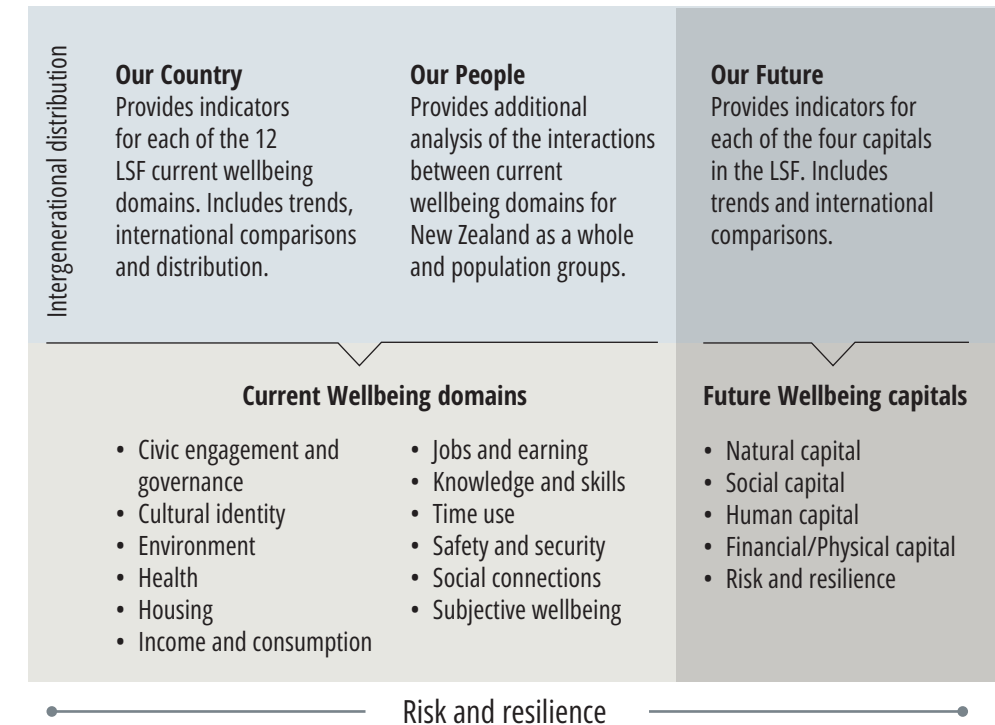 Intergenerational distribution
Our Country
Provides indicators
for each of the 12
LSF current wellbeing
domains. Includes trends,
international comparisons
and distribution.
Our People
Provides additional
analysis of the interactions
between current
wellbeing domains for
New Zealand as a whole
and population groups.
Our Future
Provides indicators for
each of the four capitals
in the LSF. Includes
trends and international
comparisons.
Current Wellbeing domains
• Civic engagement and
governance
• Cultural identity
• Environment
• Health
• Housing
• Income and consumption
• Jobs and earning
• Knowledge and skills
• Time use
• Safety and security
• Social connections
• Subjective wellbeing
Future Wellbeing capitals
• Natural capital
• Social capital
• Human capital
• Financial/Physical capital
• Risk and resilience
Risk and resilience